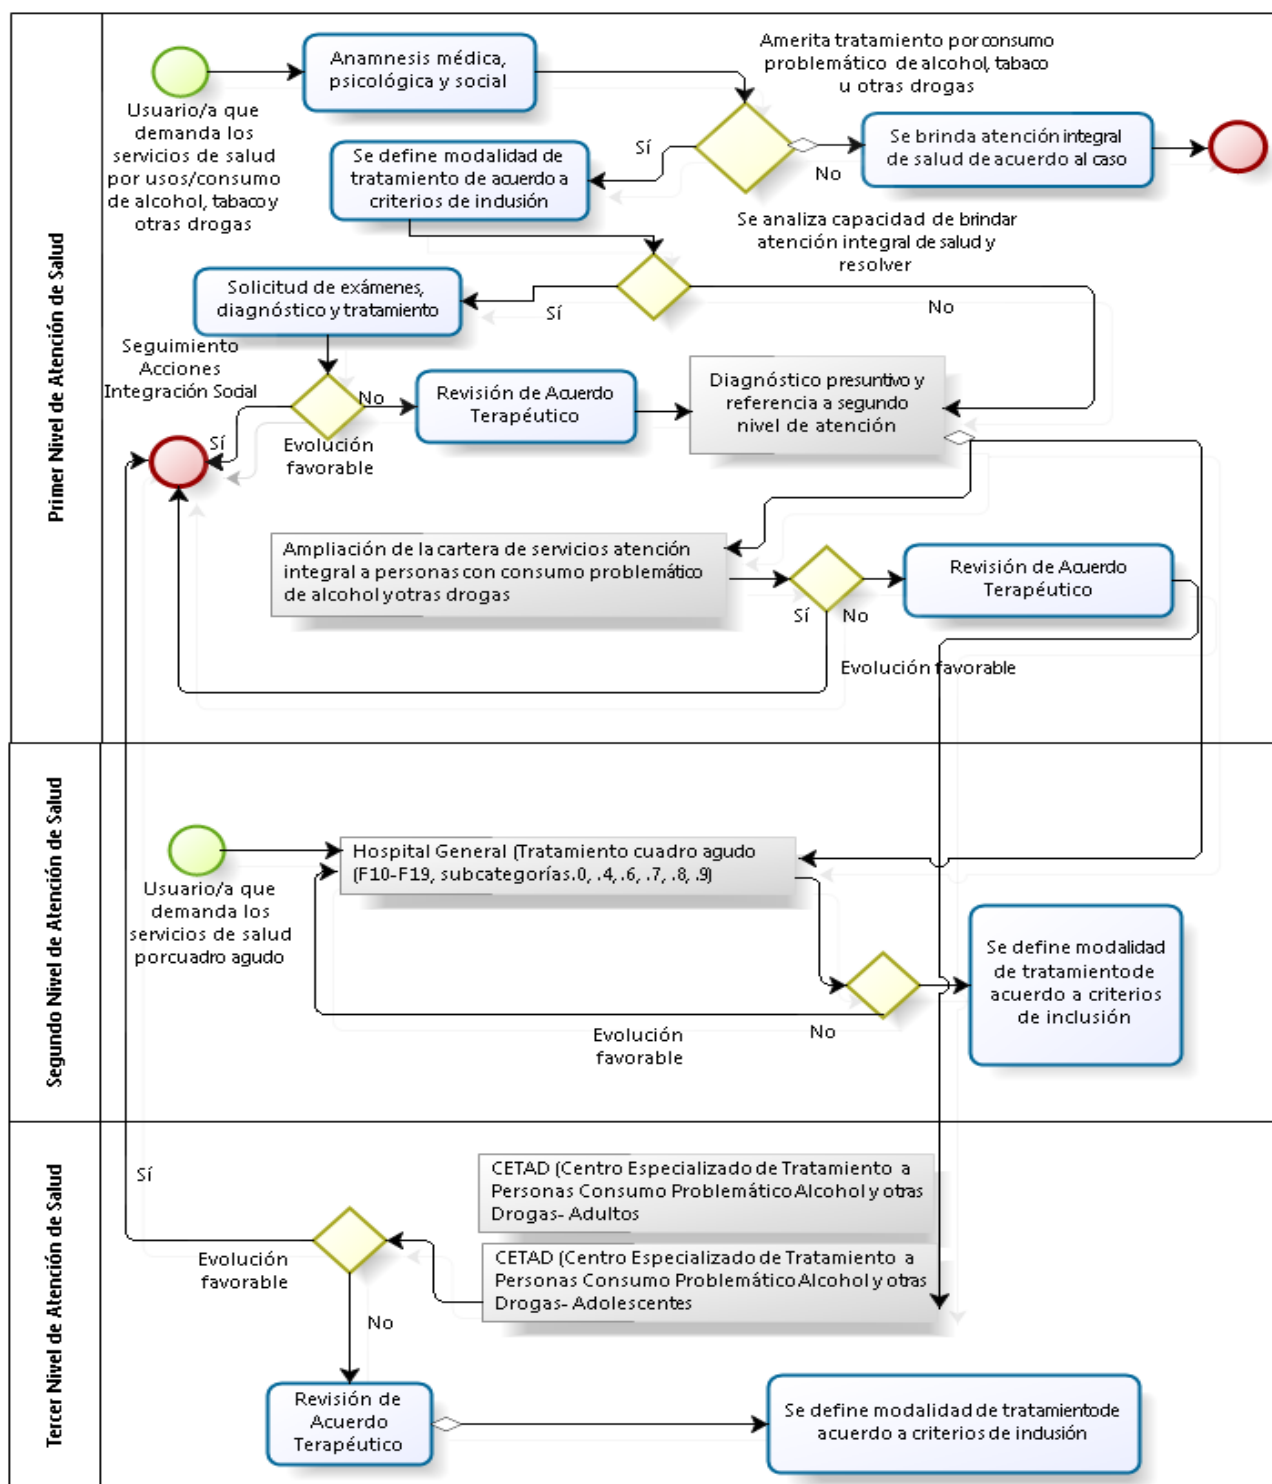 Primer Nivel de Atención de Salud
Usuario/a que
demanda los
servicios de salud
por usos/consumo
de alcohol, tabaco y
otras drogas
Anamnesis médica,
psicológica y social
Amerita tratamiento por consumo
problemático de alcohol, tabaco
u otras drogas
Sí
No
Se brinda atención integral
de salud de acuerdo al caso
Se define modalidad de
tratamiento de acuerdo a
criterios de inclusión
Se analiza capacidad de brindar
atención integral de salud y
resolver
Sí
No
Solicitud de exámenes,
diagnóstico y tratamiento
Seguimiento
Acciones
Integración Social
No
Sí
Evolución
favorable
Revisión de Acuerdo
Terapéutico
Diagnóstico presuntivo y
referencia a segundo
nivel de atención
Ampliación de la cartera de servicios atención
integral a personas con consumo problemático
de alcohol y otras drogas
Sí
No
Evolución favorable
Revisión de Acuerdo
Terapéutico
Segundo Nivel de Atención de Salud
Usuario/a que
demanda los
servicios de salud
por cuadro agudo
Hospital General (Tratamiento cuadro agudo
(F10-F19, subcategorías.0, .4, .6, .7, .8, .9)
Evolución
favorable
No
Se define modalidad
de tratamiento de
acuerdo a criterios
de inclusión
Tercer Nivel de Atención de Salud
Sí
Evolución
favorable
No
CETAD (Centro Especializado de Tratamiento a
Personas Consumo Problemático Alcohol y otras
Drogas- Adultos
CETAD (Centro Especializado de Tratamiento a
Personas Consumo Problemático Alcohol y otras
Drogas- Adolescentes
Revisión de
Acuerdo
Terapéutico
Se define modalidad de tratamiento de
acuerdo a criterios de inclusión